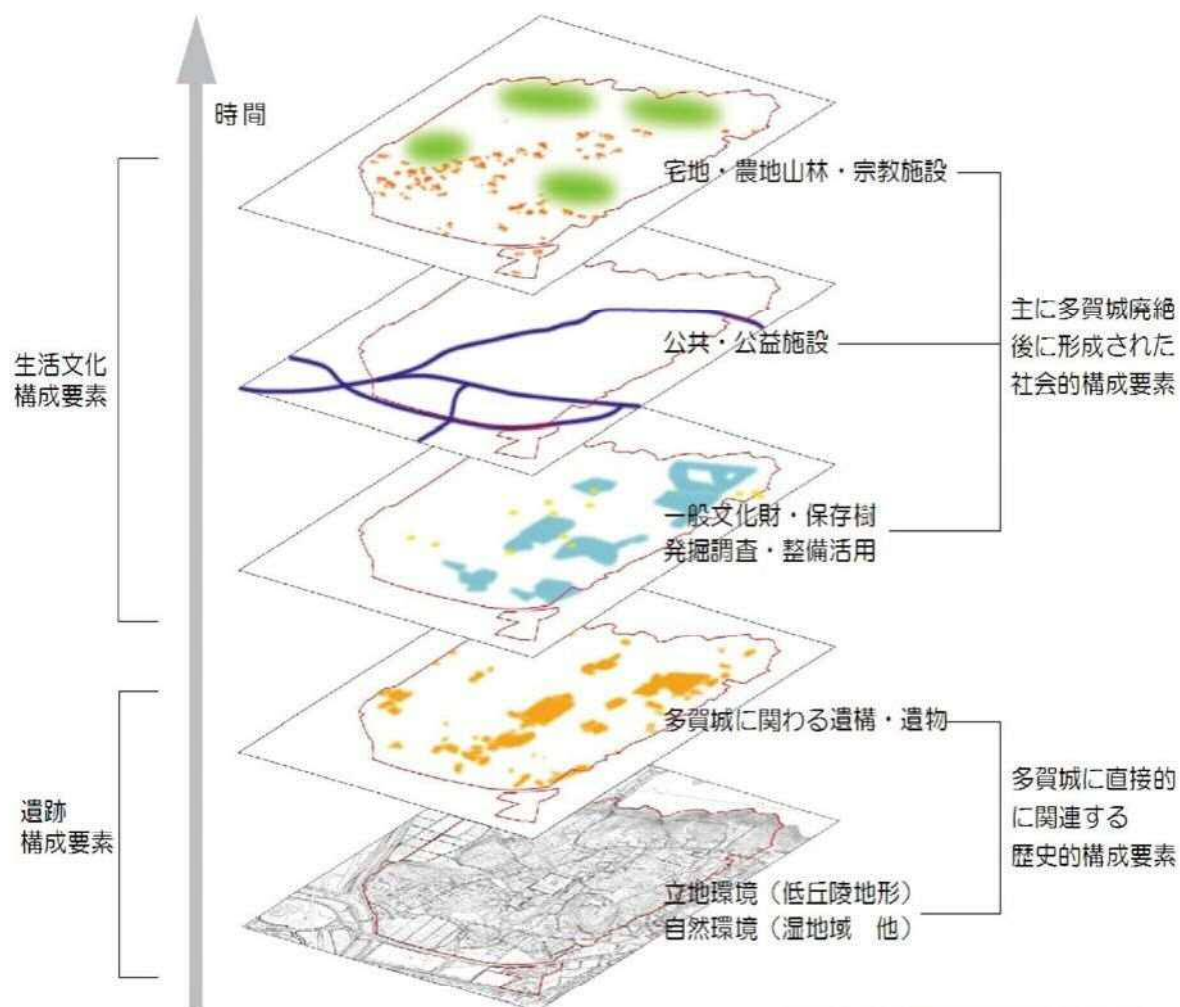 時間
宅地・農地山林・宗教施設
公共・公益施設
主に多賀城廃絶
後に形成された
社会的構成要素
生活文化
構成要素
一般文化財・保存樹
発掘調査・整備活用
多賀城に関わる遺構・遺物
多賀城に直接的
に関連する
歴史的構成要素
遺跡
構成要素
立地環境（低丘陵地形）
自然環境（湿地域　他）